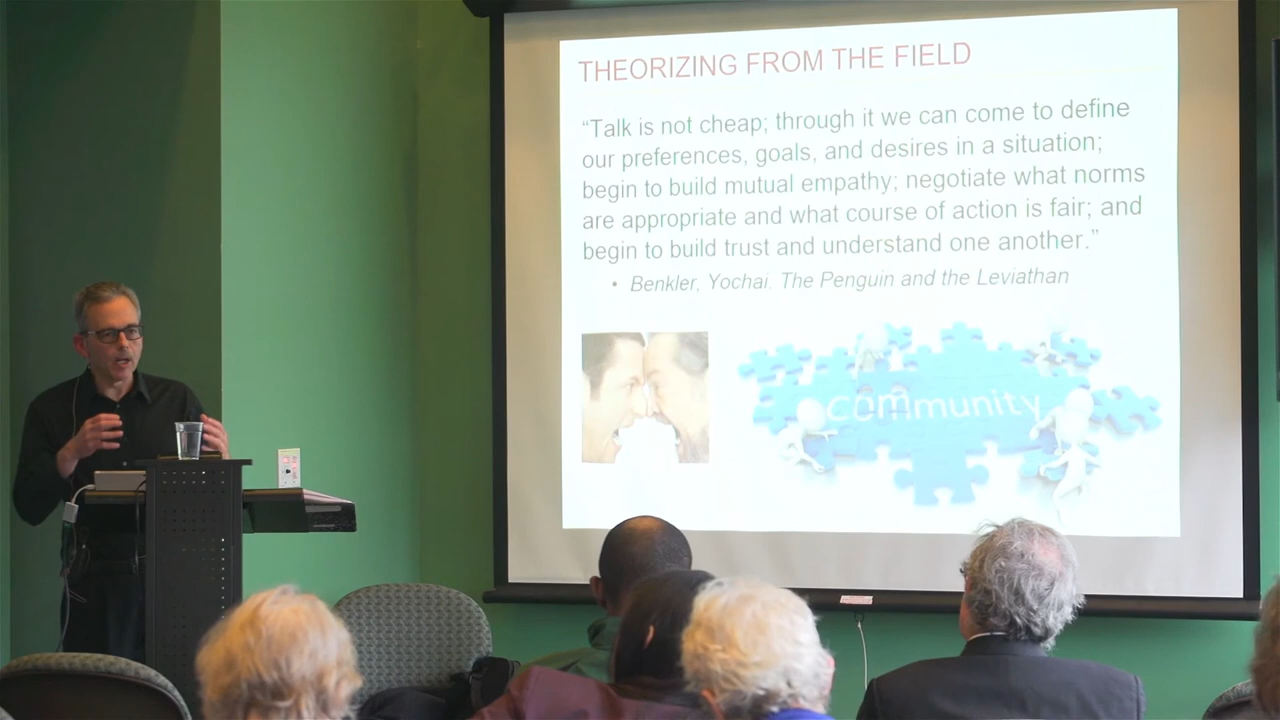 THEORIZING FROM THE FIELD
“Talk is not cheap; through it we can come to define
our preferences, goals, and desires in a situation;
begin to build mutual empathy; negotiate what norms
are appropriate and what course of action is fair; and
begin to build trust and understand one another.”
• Benkler, Yochai. The Penguin and the Leviathan
community